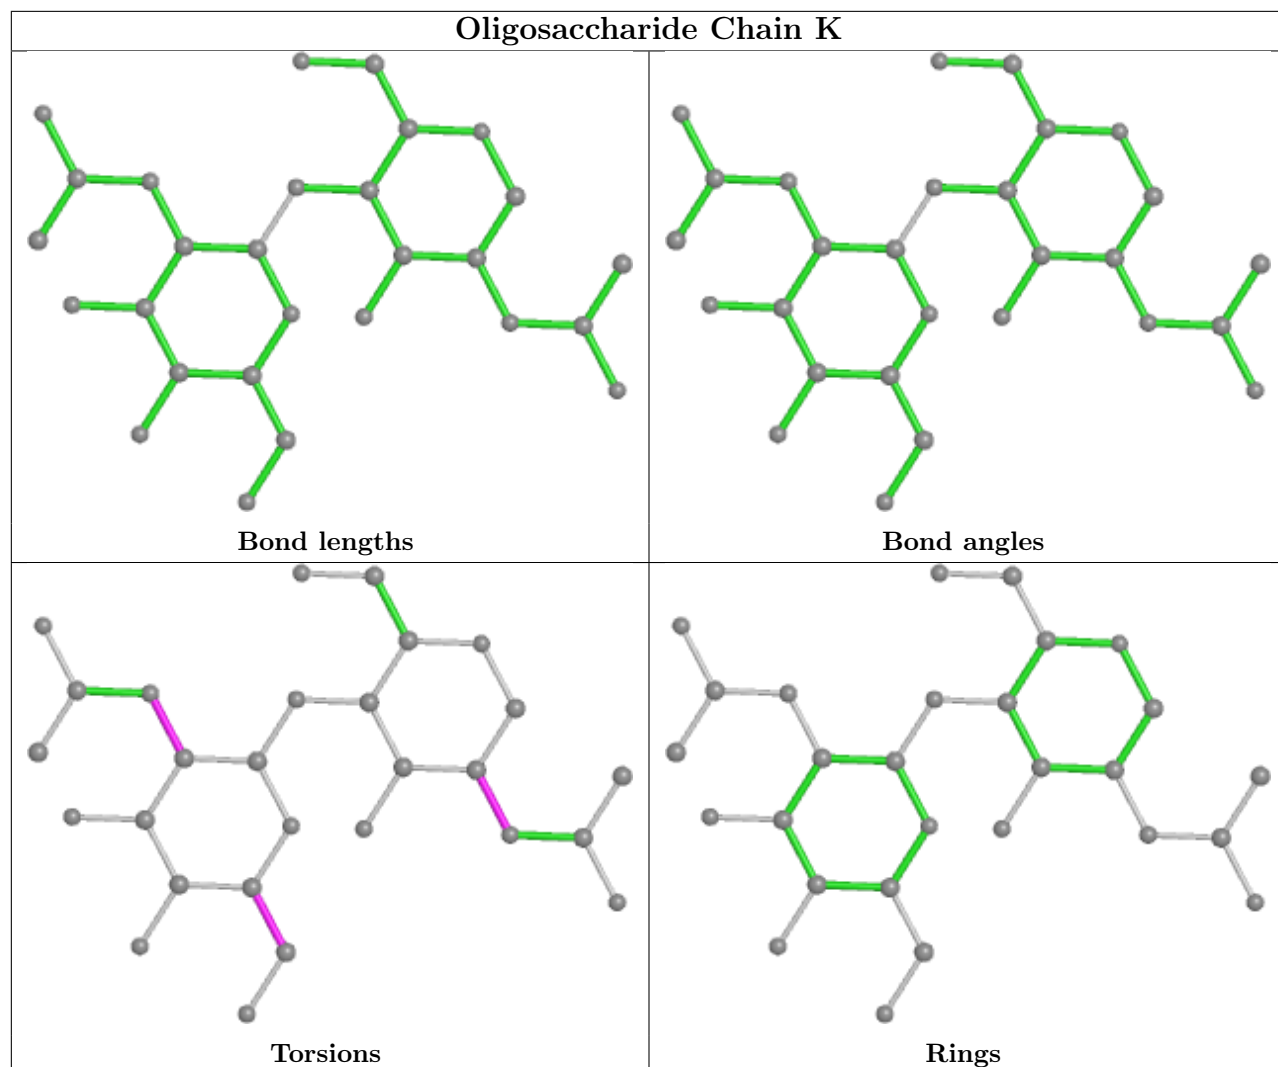 Oligosaccharide Chain K
Bond lengths
Bond angles
Torsions
Rings